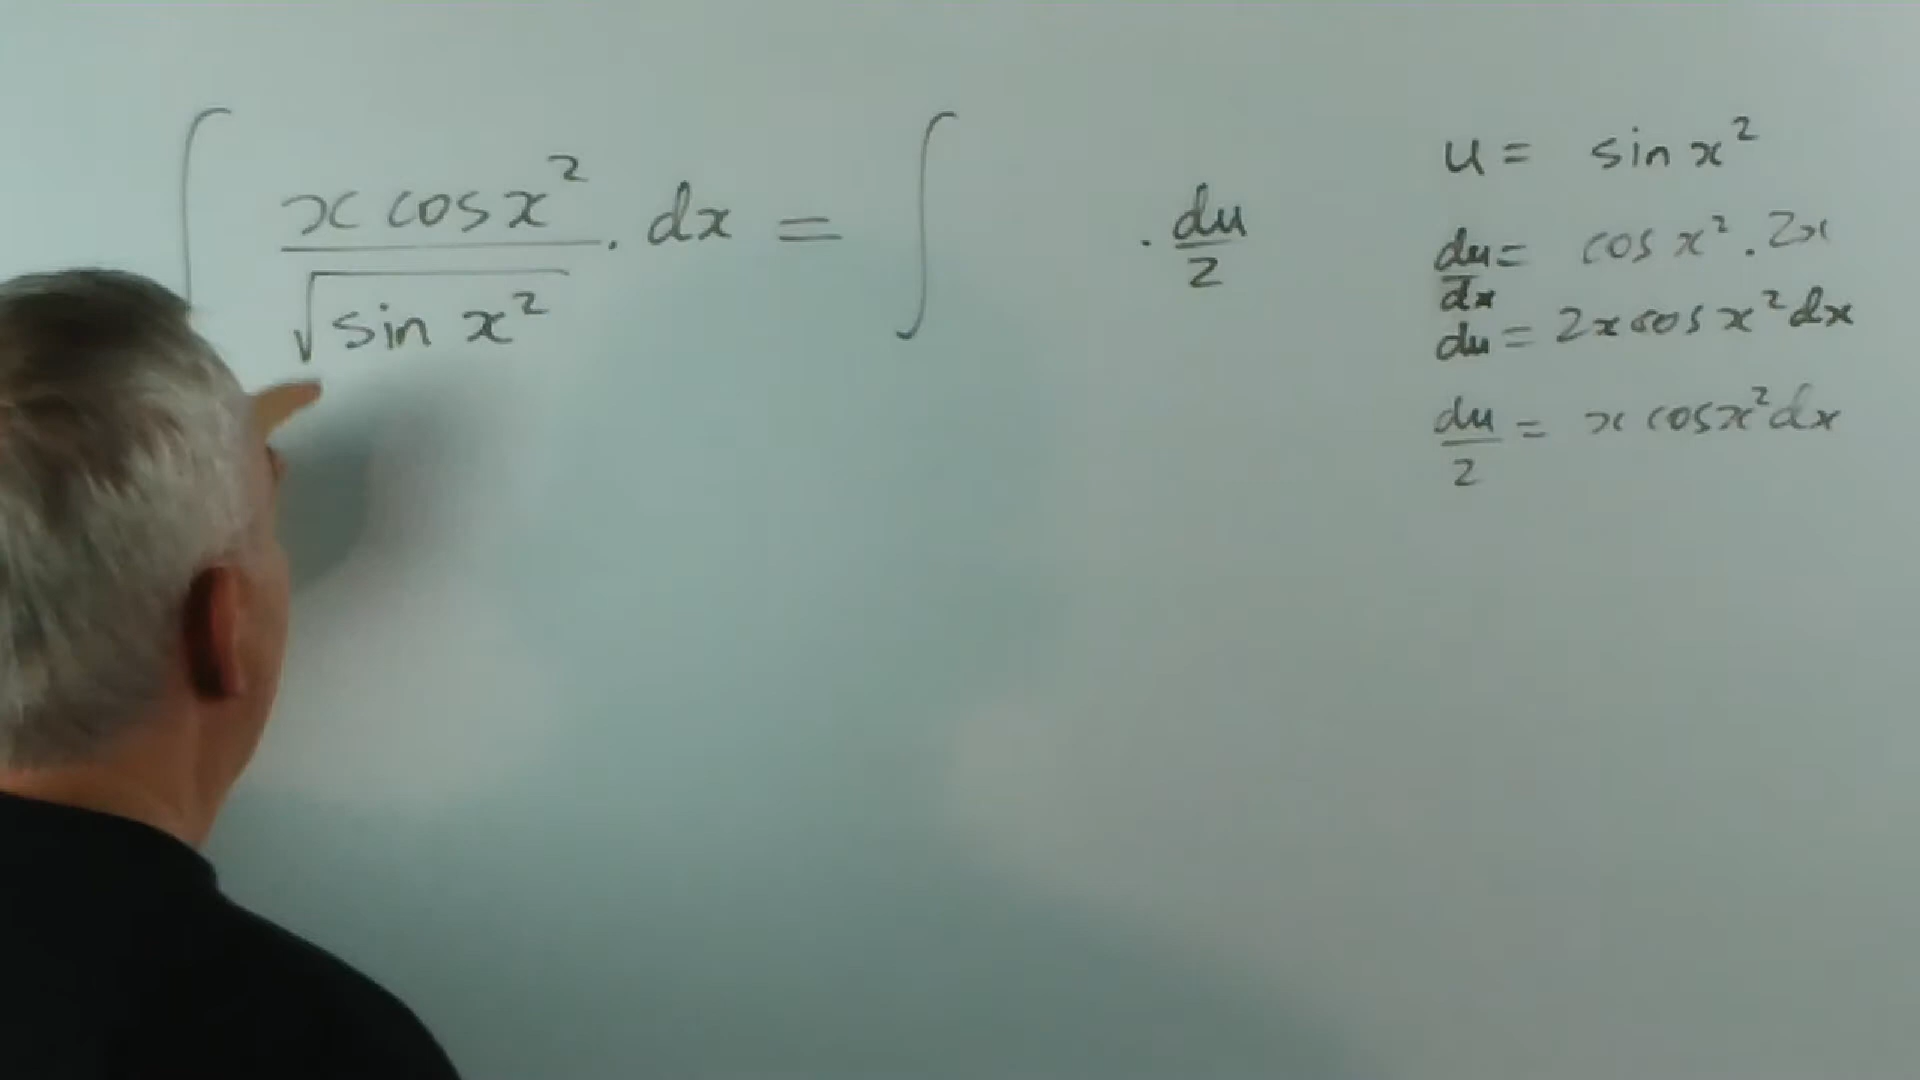 ∫ x cos x² / √sin x² . dx = ∫ . du/2
u = sin x²
du/dx = cos x² . 2x
du = 2x cos x² dx
du/2 = x cos x² dx